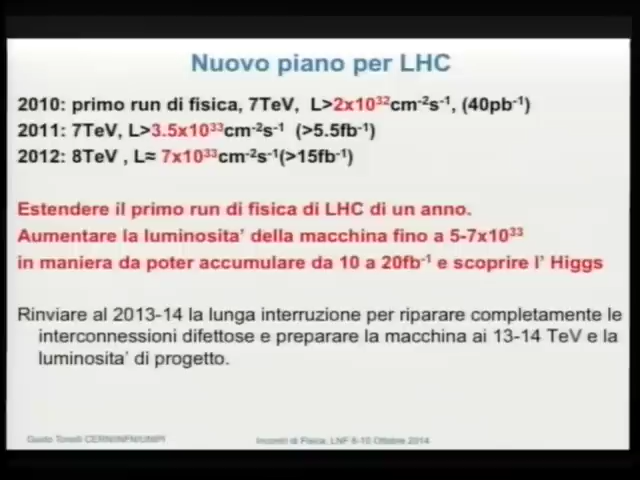 Nuovo piano per LHC
2010: primo run di fisica, 7TeV, L>2x10³²cm⁻²s⁻¹, (40pb⁻¹)
2011: 7TeV, L>3.5x10³³cm⁻²s⁻¹ (>5.5fb⁻¹)
2012: 8TeV , L≈ 7x10³³cm⁻²s⁻¹(>15fb⁻¹)
Estendere il primo run di fisica di LHC di un anno.
Aumentare la luminosita’ della macchina fino a 5-7x10³³
in maniera da poter accumulare da 10 a 20fb⁻¹ e scoprire l’ Higgs
Rinviare al 2013-14 la lunga interruzione per riparare completamente le
interconnessioni difettose e preparare la macchina ai 13-14 TeV e la
luminosita’ di progetto.
Guido Tonelli CERN/INFN/UNIPI
Incontri di Fisica, LNF 8-10 Ottobre 2014